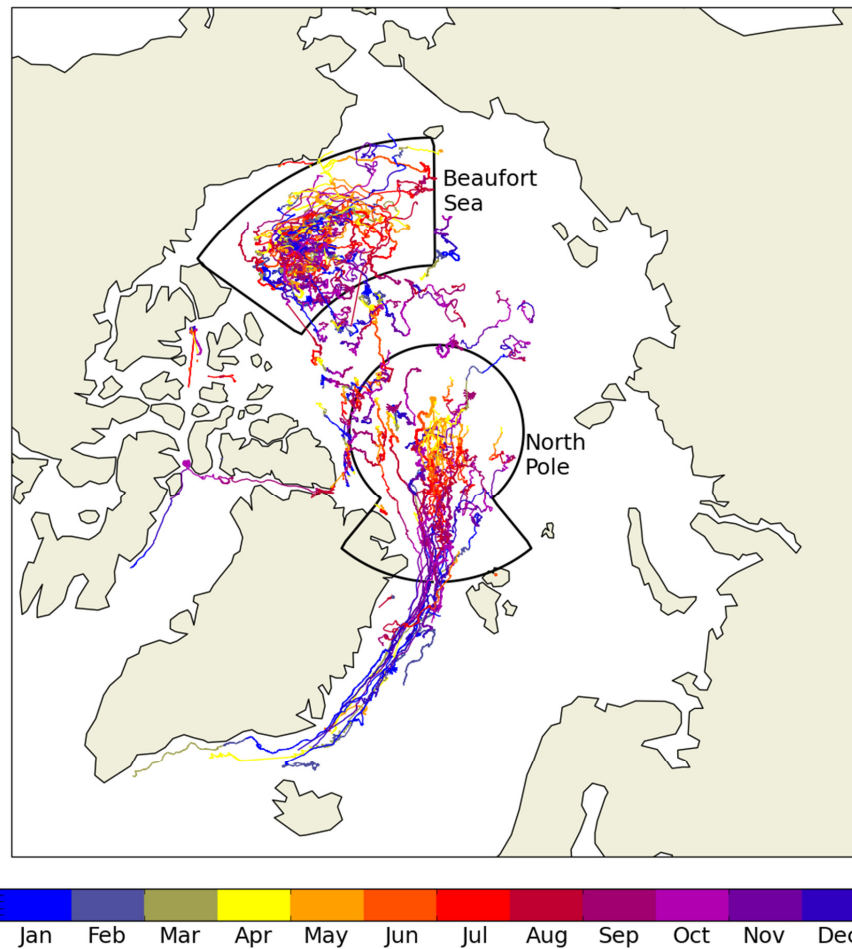 Beaufort
Sea
North
Pole
Jan Feb Mar Apr May Jun Jul Aug Sep Oct Nov Dec